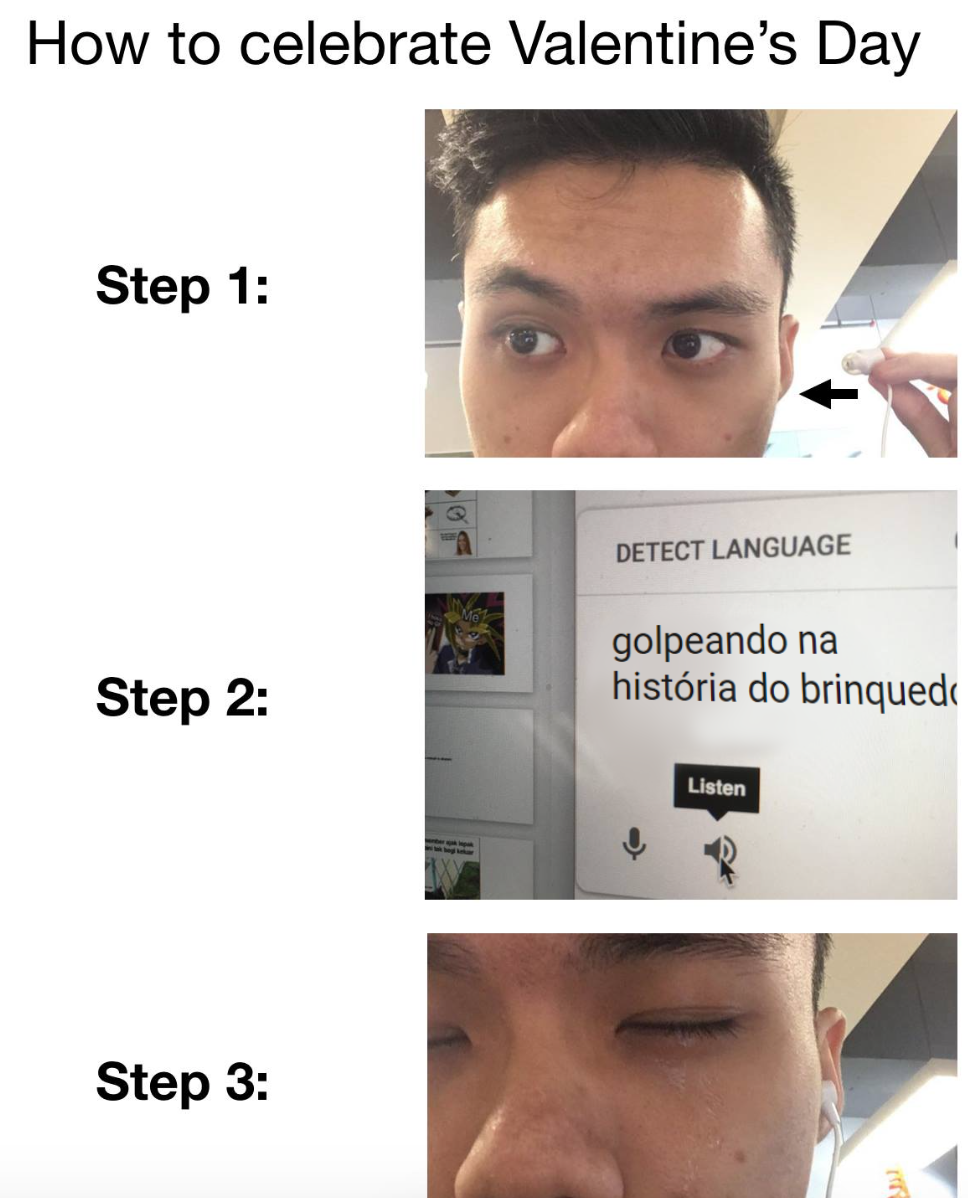 How to celebrate Valentine’s Day
Step 1:
Step 2:
Me
DETECT LANGUAGE
golpeando na
história do brinquedo
Listen
Step 3: